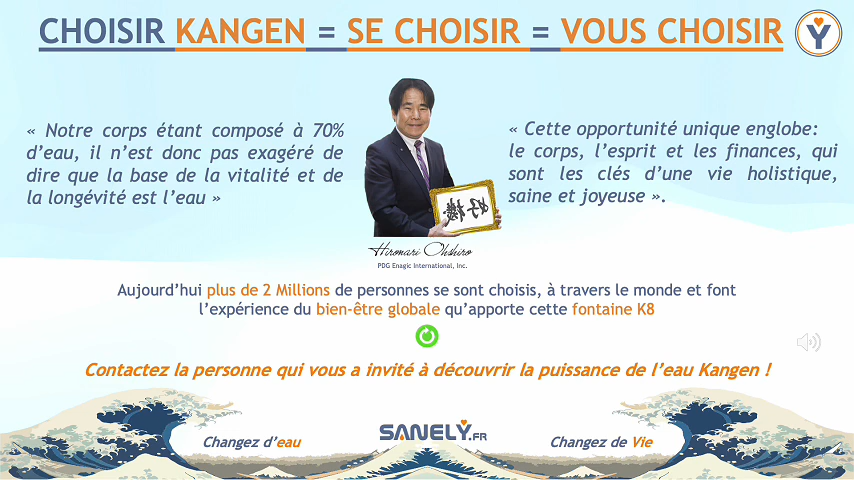 CHOISIR KANGEN = SE CHOISIR = VOUS CHOISIR
Y
« Notre corps étant composé à 70%
d’eau, il n’est donc pas exagéré de
dire que la base de la vitalité et de
la longévité est l’eau »
« Cette opportunité unique englobe:
le corps, l’esprit et les finances, qui
sont les clés d’une vie holistique,
saine et joyeuse ».
Hironari Ohshiro
PDG Enagic International, Inc.
Aujourd’hui plus de 2 Millions de personnes se sont choisis, à travers le monde et font
l’expérience du bien-être globale qu’apporte cette fontaine K8
Contactez la personne qui vous a invité à découvrir la puissance de l’eau Kangen !
Changez d’eau
SANELY.FR
Changez de Vie